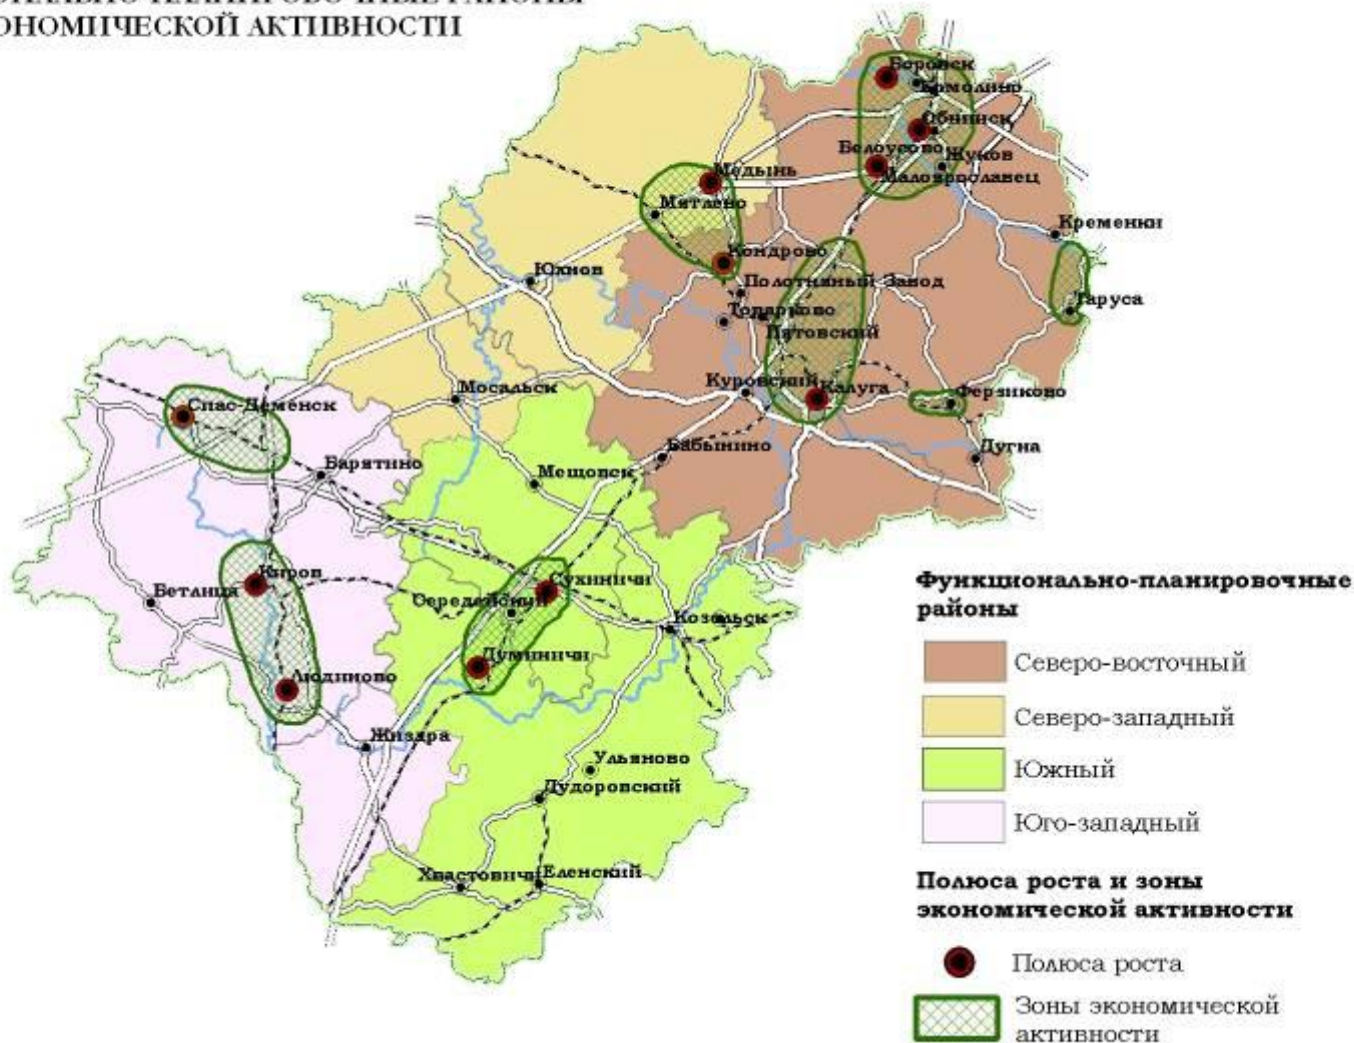 ОНОМИЧЕСКОЙ АКТИВНОСТИ
Боровск
Ермолино
Обнинск
Белоусово
Жуков
Малоярославец
Медынь
Мятлево
Кременки
Кондрово
Юхнов
Полотняный Завод
Таруса
Товарково
Пятовский
Куровский
Калуга
Ферзиково
Мосальск
Спас-Деменск
Бабынино
Дугна
Барятино
Мещовск
Киров
Сухиничи
Бетлица
Середейский
Козельск
Думиничи
Людиново
Жиздра
Ульяново
Дудоровский
Хвастовичи
Еленский
Функционально-планировочные
районы
Северо-восточный
Северо-западный
Южный
Юго-западный
Полюса роста и зоны
экономической активности
Полюса роста
Зоны экономической
активности